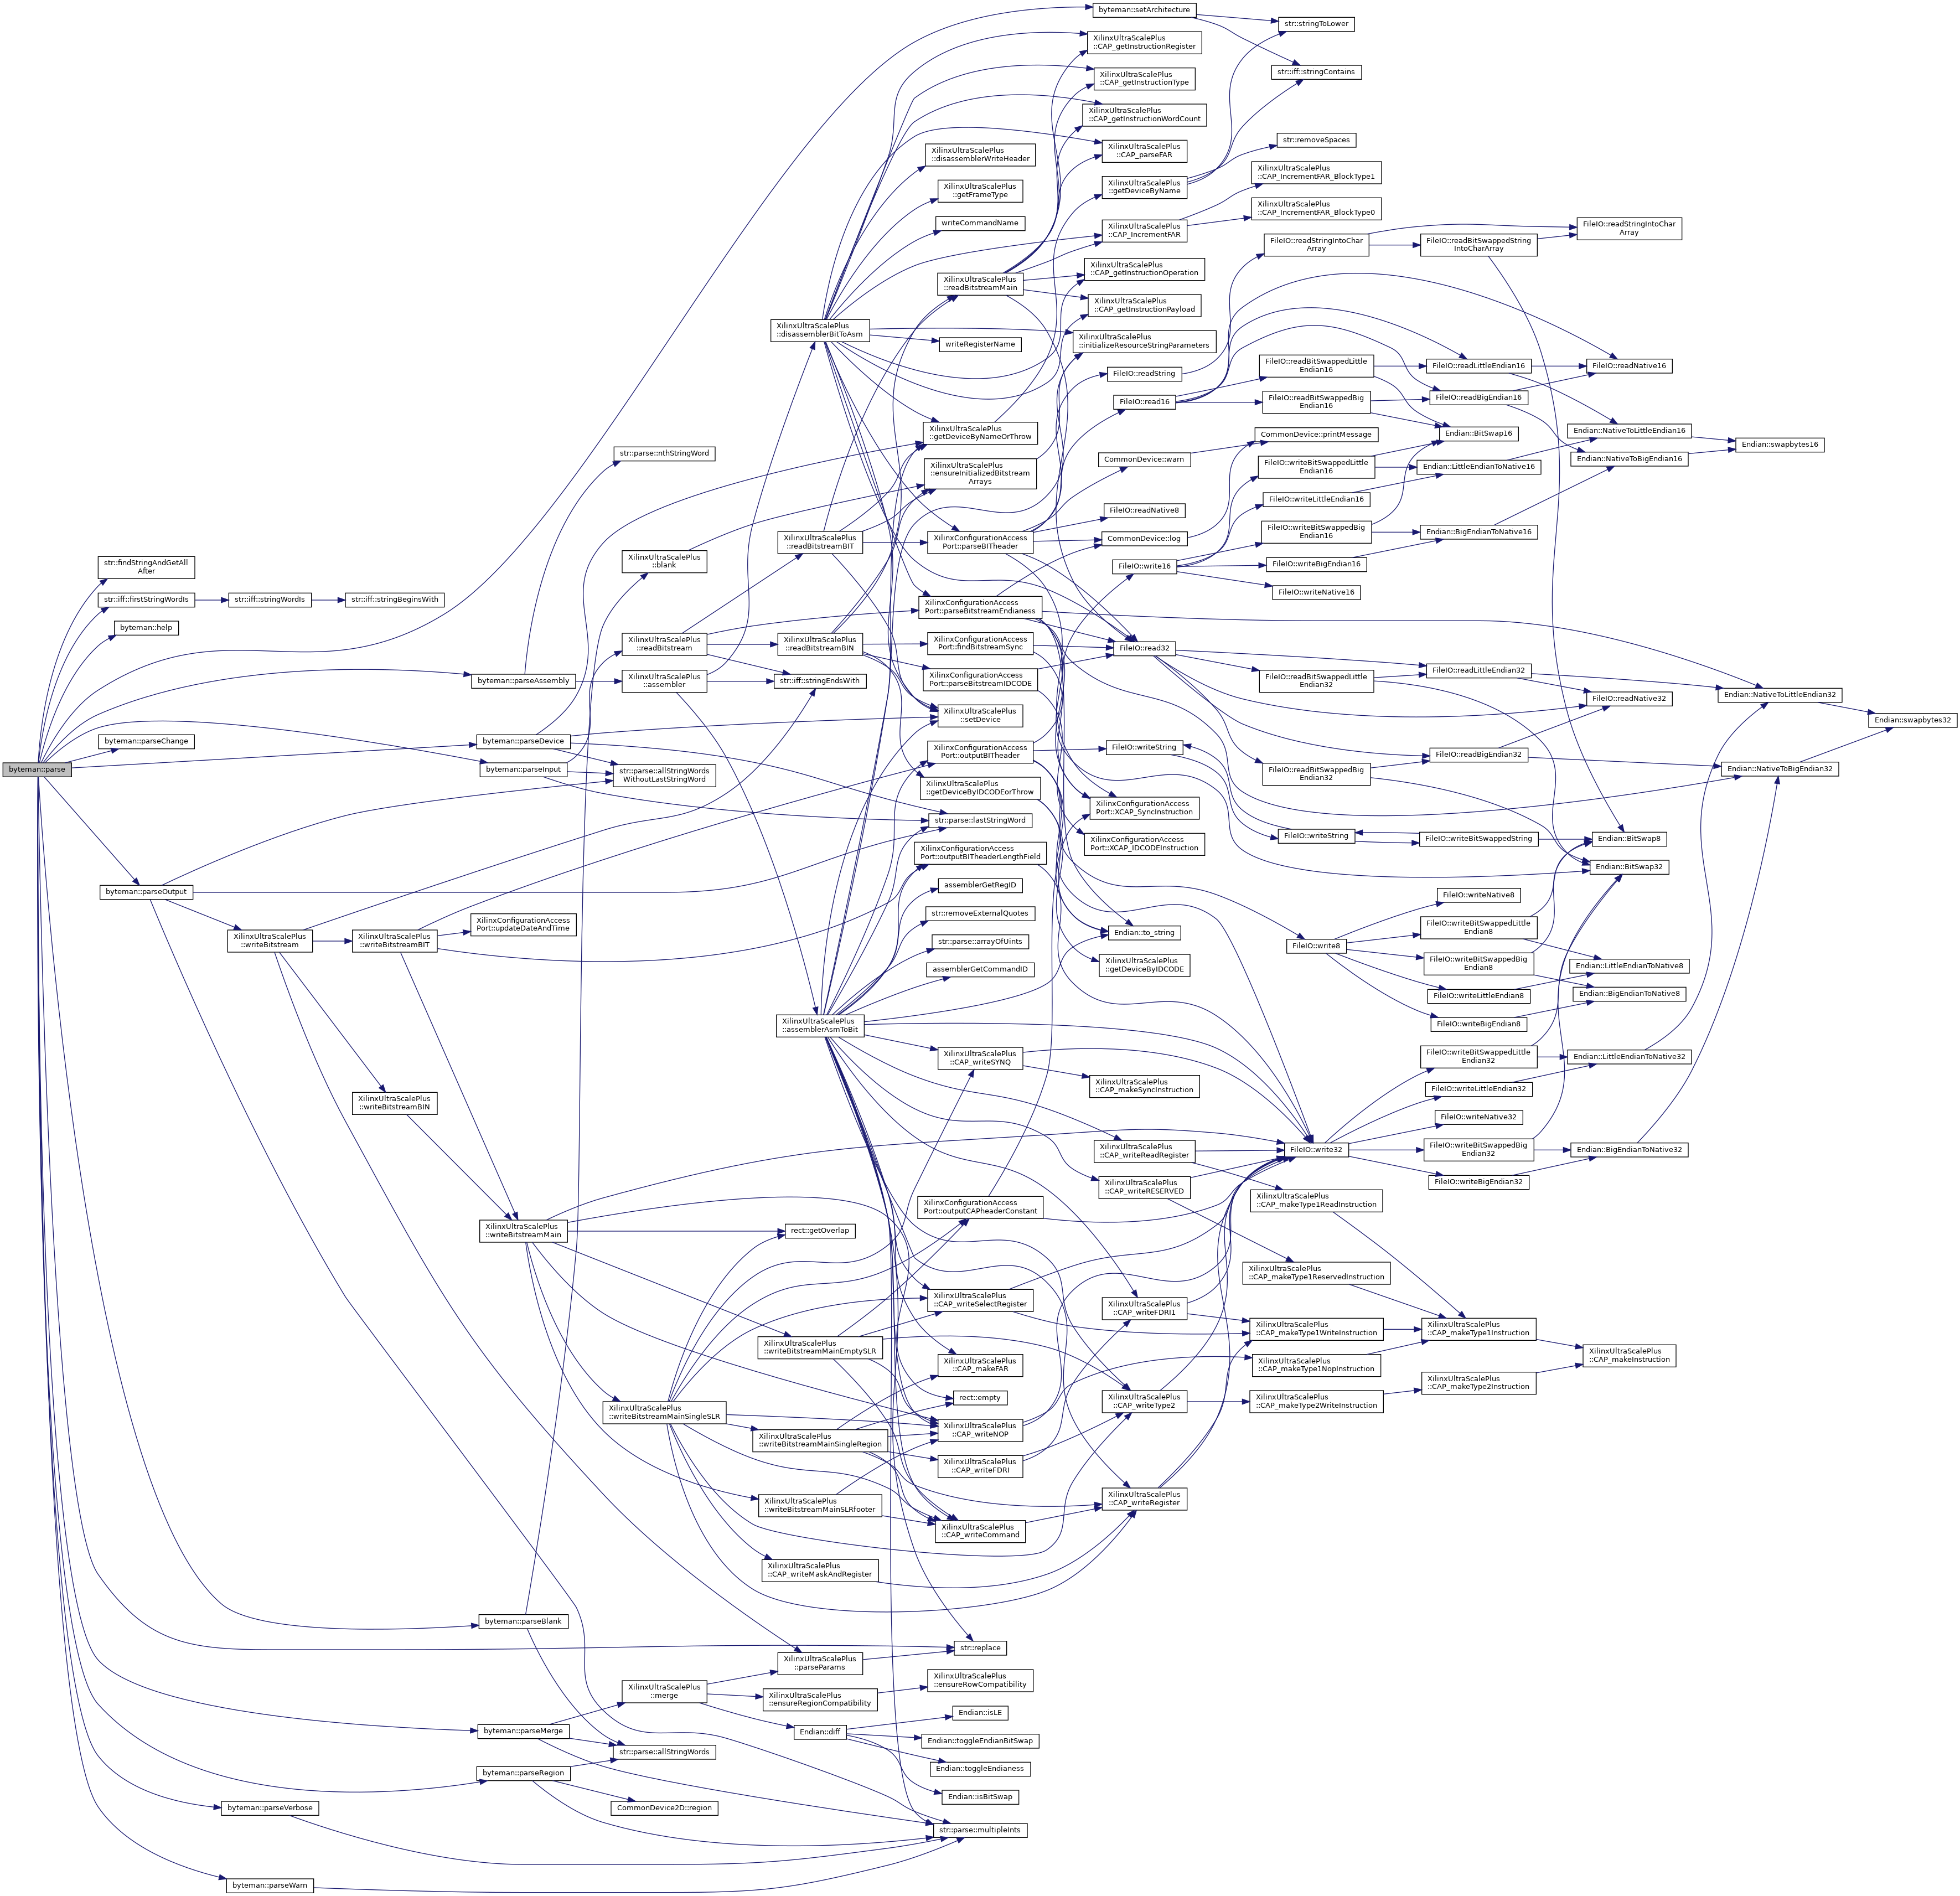 byteman::parse
str::findStringAndGetAll
After
str::iff::firstStringWordIs
byteman::help
byteman::parseChange
byteman::parseOutput
str::iff::stringWordIs
str::iff::stringBeginsWith
XilinxUltraScalePlus
::writeBitstream
byteman::parseVerbose
byteman::parseWarn
XilinxUltraScalePlus
::writeBitstreamBIT
XilinxUltraScalePlus
::writeBitstreamBIN
byteman::parseAssembly
byteman::parseDevice
byteman::parseInput
XilinxConfigurationAccess
Port::updateDateAndTime
XilinxUltraScalePlus
::writeBitstreamMain
byteman::parseBlank
byteman::parseMerge
byteman::parseRegion
str::parse::nthStringWord
XilinxUltraScalePlus
::blank
XilinxUltraScalePlus
::readBitstream
XilinxUltraScalePlus
::assembler
str::parse::allStringWords
WithoutLastStringWord
XilinxUltraScalePlus
::writeBitstreamMainSingleSLR
XilinxUltraScalePlus
::merge
str::parse::allStringWords
CommonDevice2D::region
XilinxUltraScalePlus
::disassemblerBitToAsm
XilinxUltraScalePlus
::readBitstreamBIT
XilinxUltraScalePlus
::readBitstreamBIN
str::iff::stringEndsWith
XilinxUltraScalePlus
::assemblerAsmToBit
rect::getOverlap
XilinxUltraScalePlus
::writeBitstreamMainEmptySLR
XilinxUltraScalePlus
::writeBitstreamMainSingleRegion
XilinxUltraScalePlus
::writeBitstreamMainSLRfooter
XilinxUltraScalePlus
::CAP_writeMaskAndRegister
XilinxUltraScalePlus
::parseParams
XilinxUltraScalePlus
::ensureRegionCompatibility
Endian::diff
XilinxUltraScalePlus
::disassemblerWriteHeader
XilinxUltraScalePlus
::getFrameType
writeCommandName
XilinxUltraScalePlus
::readBitstreamMain
writeRegisterName
XilinxUltraScalePlus
::getDeviceByNameOrThrow
XilinxUltraScalePlus
::ensureInitializedBitstream
Arrays
XilinxConfigurationAccess
Port::parseBITheader
XilinxConfigurationAccess
Port::parseBitstreamEndianess
XilinxConfigurationAccess
Port::findBitstreamSync
XilinxConfigurationAccess
Port::parseBitstreamIDCODE
XilinxUltraScalePlus
::setDevice
XilinxConfigurationAccess
Port::outputBITheader
XilinxUltraScalePlus
::getDeviceByIDCODEorThrow
str::parse::lastStringWord
XilinxConfigurationAccess
Port::outputBITheaderLengthField
assemblerGetRegID
str::removeExternalQuotes
str::parse::arrayOfUints
assemblerGetCommandID
XilinxUltraScalePlus
::CAP_writeSYNQ
XilinxConfigurationAccess
Port::outputCAPheaderConstant
XilinxUltraScalePlus
::CAP_writeSelectRegister
XilinxUltraScalePlus
::CAP_makeFAR
rect::empty
XilinxUltraScalePlus
::CAP_writeNOP
XilinxUltraScalePlus
::CAP_writeFDRI
XilinxUltraScalePlus
::CAP_writeCommand
str::replace
XilinxUltraScalePlus
::ensureRowCompatibility
Endian::isLE
Endian::toggleEndianBitSwap
Endian::toggleEndianess
Endian::isBitSwap
str::parse::multipleInts
byteman::setArchitecture
XilinxUltraScalePlus
::CAP_getInstructionRegister
XilinxUltraScalePlus
::CAP_getInstructionType
XilinxUltraScalePlus
::CAP_getInstructionWordCount
XilinxUltraScalePlus
::CAP_parseFAR
XilinxUltraScalePlus
::getDeviceByName
XilinxUltraScalePlus
::CAP_IncrementFAR
XilinxUltraScalePlus
::CAP_getInstructionOperation
XilinxUltraScalePlus
::CAP_getInstructionPayload
XilinxUltraScalePlus
::initializeResourceStringParameters
FileIO::readString
FileIO::read16
CommonDevice::warn
FileIO::readNative8
CommonDevice::log
FileIO::write16
FileIO::read32
FileIO::writeString
XilinxConfigurationAccess
Port::XCAP_SyncInstruction
XilinxConfigurationAccess
Port::XCAP_IDCODEInstruction
Endian::to_string
XilinxUltraScalePlus
::getDeviceByIDCODE
XilinxUltraScalePlus
::CAP_makeSyncInstruction
XilinxUltraScalePlus
::CAP_writeReadRegister
XilinxUltraScalePlus
::CAP_writeRESERVED
XilinxUltraScalePlus
::CAP_writeFDRI1
XilinxUltraScalePlus
::CAP_writeType2
XilinxUltraScalePlus
::CAP_writeRegister
str::stringToLower
str::iff::stringContains
str::removeSpaces
XilinxUltraScalePlus
::CAP_IncrementFAR_BlockType1
XilinxUltraScalePlus
::CAP_IncrementFAR_BlockType0
FileIO::readStringIntoChar
Array
FileIO::readBitSwappedLittle
Endian16
FileIO::readBitSwappedBig
Endian16
CommonDevice::printMessage
FileIO::writeBitSwappedLittle
Endian16
FileIO::writeLittleEndian16
FileIO::writeBitSwappedBig
Endian16
FileIO::writeBigEndian16
FileIO::writeNative16
FileIO::readBitSwappedLittle
Endian32
FileIO::readBitSwappedBig
Endian32
FileIO::writeString
FileIO::write8
FileIO::write32
XilinxUltraScalePlus
::CAP_makeType1ReadInstruction
XilinxUltraScalePlus
::CAP_makeType1ReservedInstruction
XilinxUltraScalePlus
::CAP_makeType1WriteInstruction
XilinxUltraScalePlus
::CAP_makeType1NopInstruction
XilinxUltraScalePlus
::CAP_makeType2WriteInstruction
FileIO::readBitSwappedString
IntoCharArray
FileIO::readLittleEndian16
FileIO::readBigEndian16
Endian::BitSwap16
Endian::LittleEndianToNative16
Endian::BigEndianToNative16
FileIO::readLittleEndian32
FileIO::readBigEndian32
FileIO::writeBitSwappedString
FileIO::writeNative8
FileIO::writeBitSwappedLittle
Endian8
FileIO::writeBitSwappedBig
Endian8
FileIO::writeLittleEndian8
FileIO::writeBigEndian8
FileIO::writeBitSwappedLittle
Endian32
FileIO::writeLittleEndian32
FileIO::writeNative32
FileIO::writeBitSwappedBig
Endian32
FileIO::writeBigEndian32
XilinxUltraScalePlus
::CAP_makeType1Instruction
XilinxUltraScalePlus
::CAP_makeType2Instruction
FileIO::readStringIntoChar
Array
FileIO::readNative16
Endian::NativeToLittleEndian16
Endian::NativeToBigEndian16
FileIO::readNative32
Endian::BitSwap8
Endian::BitSwap32
Endian::LittleEndianToNative8
Endian::BigEndianToNative8
Endian::LittleEndianToNative32
Endian::BigEndianToNative32
XilinxUltraScalePlus
::CAP_makeInstruction
Endian::swapbytes16
Endian::NativeToLittleEndian32
Endian::NativeToBigEndian32
Endian::swapbytes32